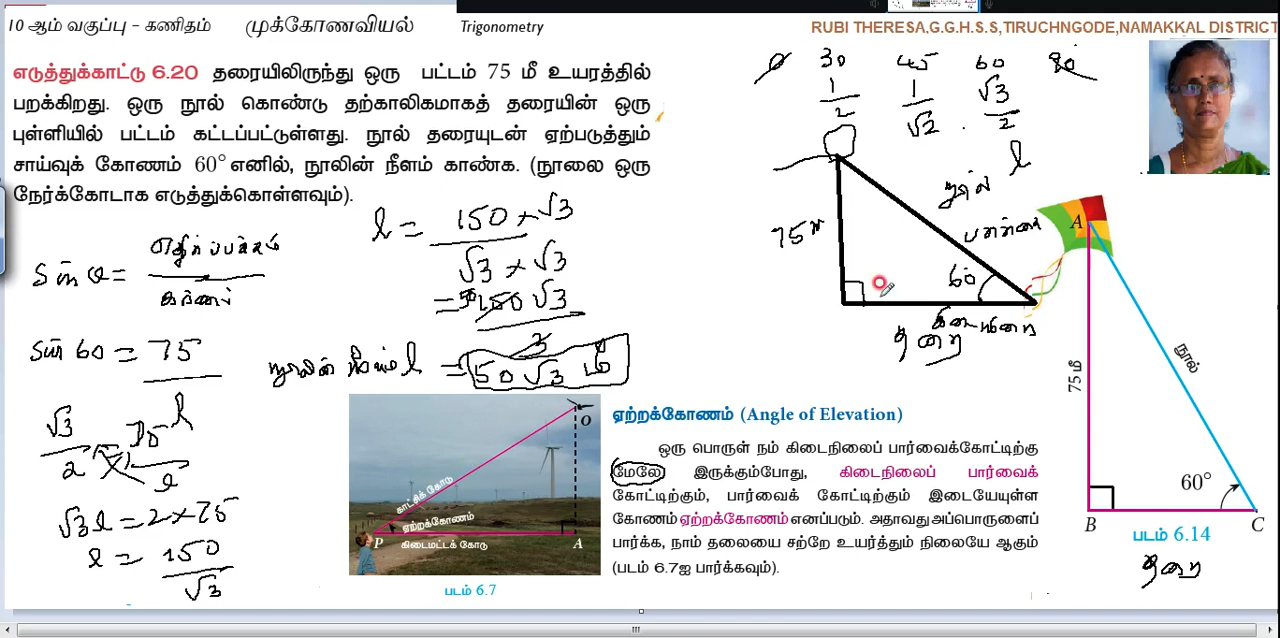 10 ஆம் வகுப்பு – கணிதம் முக்கோணவியல் Trigonometry
RUBI THERESA,G.G.H.S.S,TIRUCHNGODE,NAMAKKAL DISTRICT
எடுத்துக்காட்டு 6.20 தரையிலிருந்து ஒரு பட்டம் 75 மீ உயரத்தில்
பறக்கிறது. ஒரு நூல் கொண்டு தற்காலிகமாகத் தரையின் ஒரு
புள்ளியில் பட்டம் கட்டப்பட்டுள்ளது. நூல் தரையுடன் ஏற்படுத்தும்
சாய்வுக் கோணம் 60° எனில், நூலின் நீளம் காண்க. (நூலை ஒரு
நேர்க்கோடாக எடுத்துக்கொள்ளவும்).
sin θ = எதிர்ப்பக்கம் / கர்ணம்
sin 60 = 75 / l
√3 / 2 = 75 / l
√3 l = 2 × 75
l = 150 / √3
l = 150 × √3 / √3 × √3
= 50 150 √3 / 3
நூலின் நீளம் l = 50 √3 மீ
0 30 45 60 90
1/2 1/√2 √3/2
l
நூல்
பார்வை
75 மீ
60
கிடைநிலை
தரை
A
75 மீ
நூல்
60°
B
C
படம் 6.14
தரை
O
காட்சிக் கோடு
ஏற்றக்கோணம்
P
கிடைமட்டக் கோடு
A
படம் 6.7
ஏற்றக்கோணம் (Angle of Elevation)
ஒரு பொருள் நம் கிடைநிலைப் பார்வைக்கோட்டிற்கு
மேலே இருக்கும்போது, கிடைநிலைப் பார்வைக்
கோட்டிற்கும், பார்வைக் கோட்டிற்கும் இடையேயுள்ள
கோணம் ஏற்றக்கோணம் எனப்படும். அதாவது அப்பொருளைப்
பார்க்க, நாம் தலையை சற்றே உயர்த்தும் நிலையே ஆகும்
(படம் 6.7ஐ பார்க்கவும்).